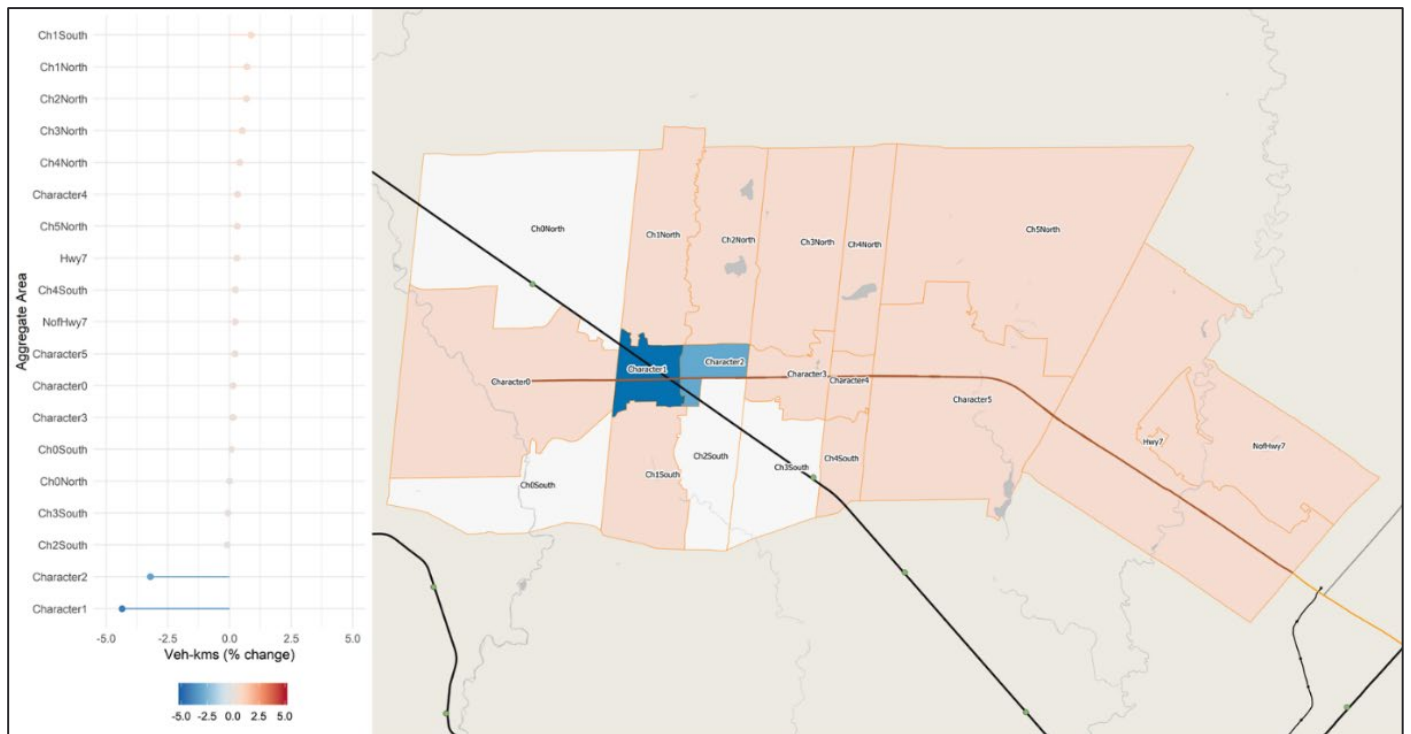 Aggregate Area
Ch1South
Ch1North
Ch2North
Ch3North
Ch4North
Character4
Ch5North
Hwy7
Ch4South
NofHwy7
Character5
Character0
Character3
Ch0South
Ch0North
Ch3South
Ch2South
Character2
Character1
-5.0 -2.5 0.0 2.5 5.0
Veh-kms (% change)
-5.0 -2.5 0.0 2.5 5.0
Ch0North
Ch1North
Ch2North
Ch3North
Ch4North
Ch5North
Character0
Character1
Character2
Character3
Character4
Character5
Hwy7
NofHwy7
Ch0South
Ch1South
Ch2South
Ch3South
Ch4South